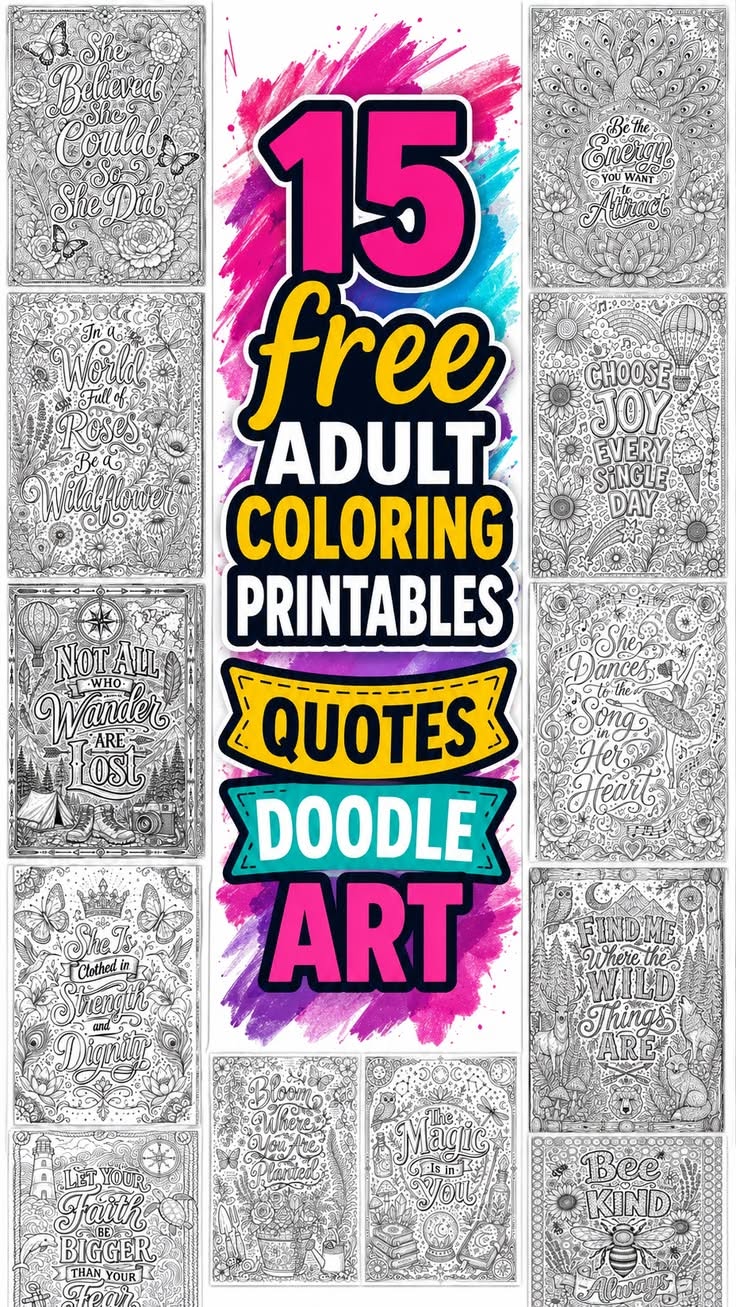 15
free
ADULT
COLORING
PRINTABLES
QUOTES
DOODLE
ART
She
Believed
She
Could
So
She Did
In a
World
Full of
Roses
Be a
Wildflower
NOT ALL
WHO
Wander
ARE
LOST
She Is
Clothed in
Strength
and
Dignity
LET YOUR
Faith
BE
BIGGER
THAN YOUR
Fear
Bloom
Where
You Are
Planted
The
Magic
Is in
You
Be the
Energy
YOU WANT
to
Attract
CHOOSE
JOY
EVERY
SINGLE
DAY
She
Dances
to the
Song
in
Her
Heart
FIND ME
Where the
WILD
Things
ARE
BEE
KIND
Always